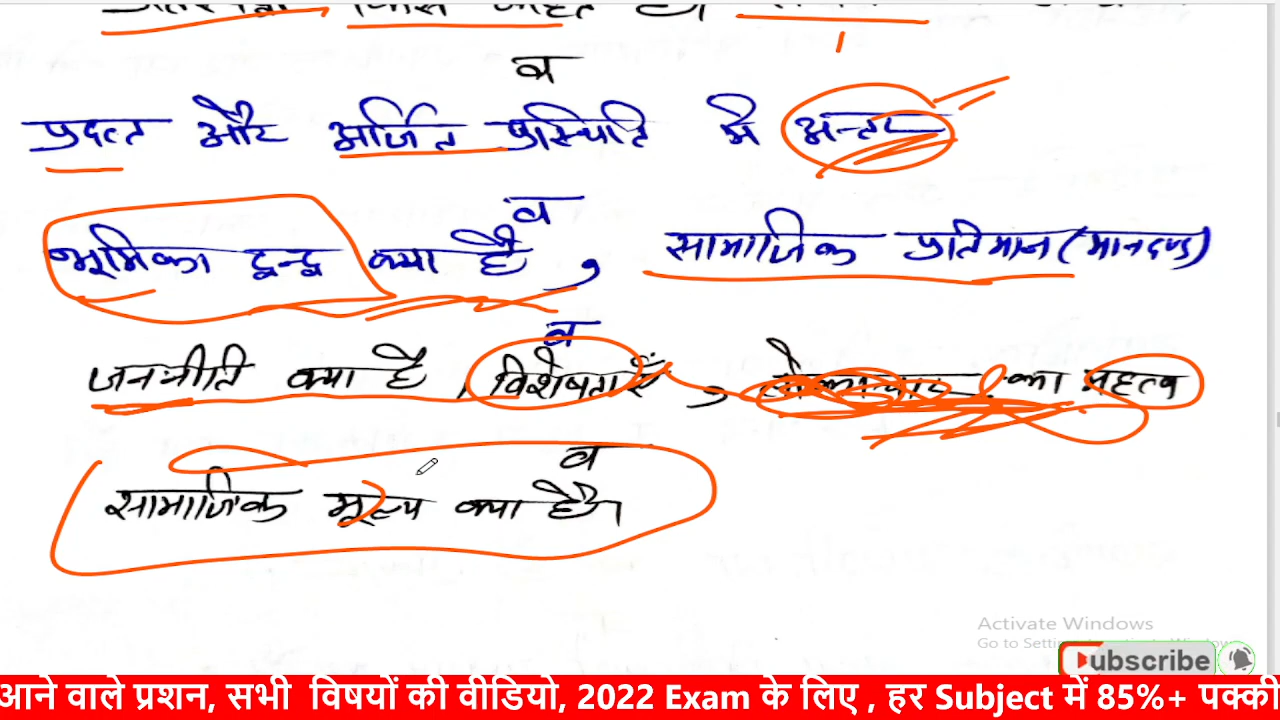 व
प्रदत्त और अर्जित प्रस्थिति में अन्तर
व
भूमिका द्वन्द्व क्या है, सामाजिक प्रतिमान (मानदण्ड)
व
जनरीति क्या है, विशेषताएँ, का महत्व
व
सामाजिक मूल्य क्या है।
Activate Windows
Subscribe
आने वाले प्रशन, सभी विषयों की वीडियो, 2022 Exam के लिए , हर Subject में 85%+ पक्की